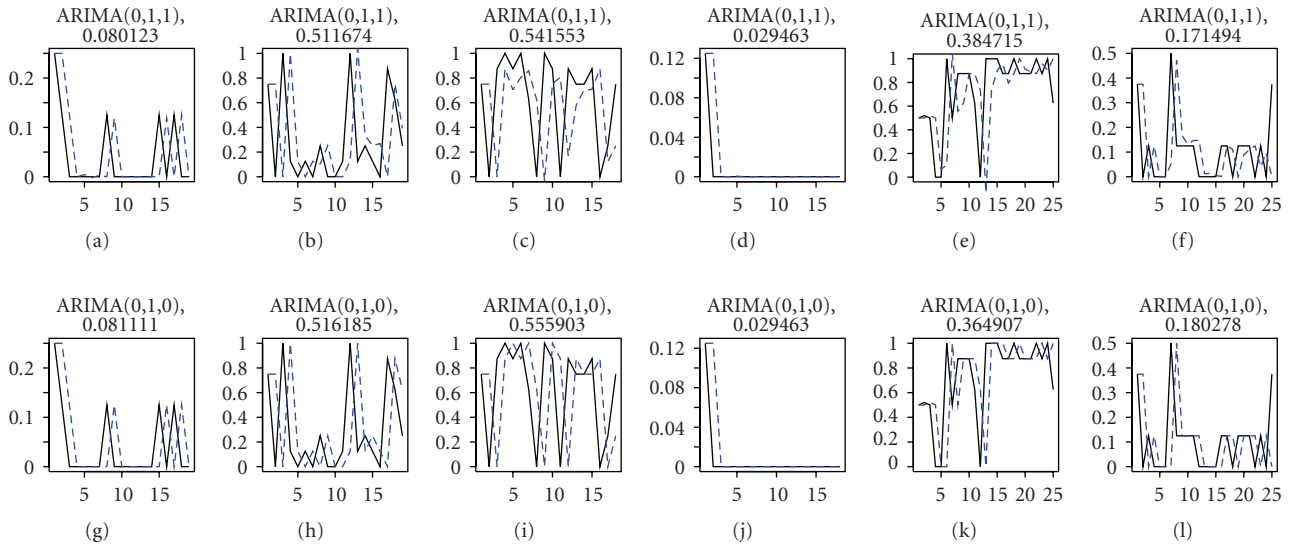 ARIMA(0,1,1),
0.080123
0.2
0.1
0
5 10 15
(a)
ARIMA(0,1,1),
0.511674
1
0.8
0.6
0.4
0.2
0
5 10 15
(b)
ARIMA(0,1,1),
0.541553
1
0.8
0.6
0.4
0.2
0
5 10 15
(c)
ARIMA(0,1,1),
0.029463
0.12
0.08
0.04
0
5 10 15
(d)
ARIMA(0,1,1),
0.384715
1
0.8
0.6
0.4
0.2
0
5 10 15 20 25
(e)
ARIMA(0,1,1),
0.171494
0.5
0.4
0.3
0.2
0.1
0
5 10 15 20 25
(f)
ARIMA(0,1,0),
0.081111
0.2
0.1
0
5 10 15
(g)
ARIMA(0,1,0),
0.516185
1
0.8
0.6
0.4
0.2
0
5 10 15
(h)
ARIMA(0,1,0),
0.555903
1
0.8
0.6
0.4
0.2
0
5 10 15
(i)
ARIMA(0,1,0),
0.029463
0.12
0.08
0.04
0
5 10 15
(j)
ARIMA(0,1,0),
0.364907
1
0.8
0.6
0.4
0.2
0
5 10 15 20 25
(k)
ARIMA(0,1,0),
0.180278
0.5
0.4
0.3
0.2
0.1
0
5 10 15 20 25
(l)